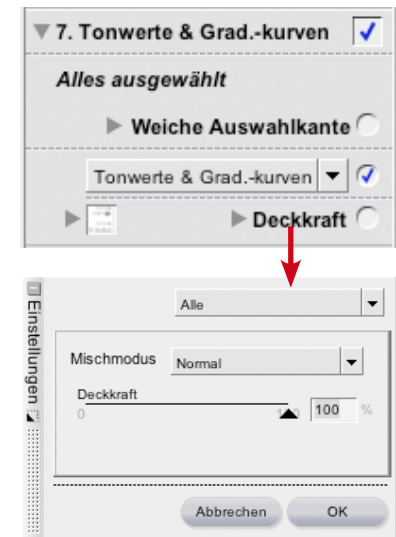 7. Tonwerte & Grad.-kurven
Alles ausgewählt
Weiche Auswahlkante
Tonwerte & Grad.-kurven
Deckkraft
Einstellungen
Alle
Mischmodus Normal
Deckkraft
0 100 100 %
Abbrechen OK